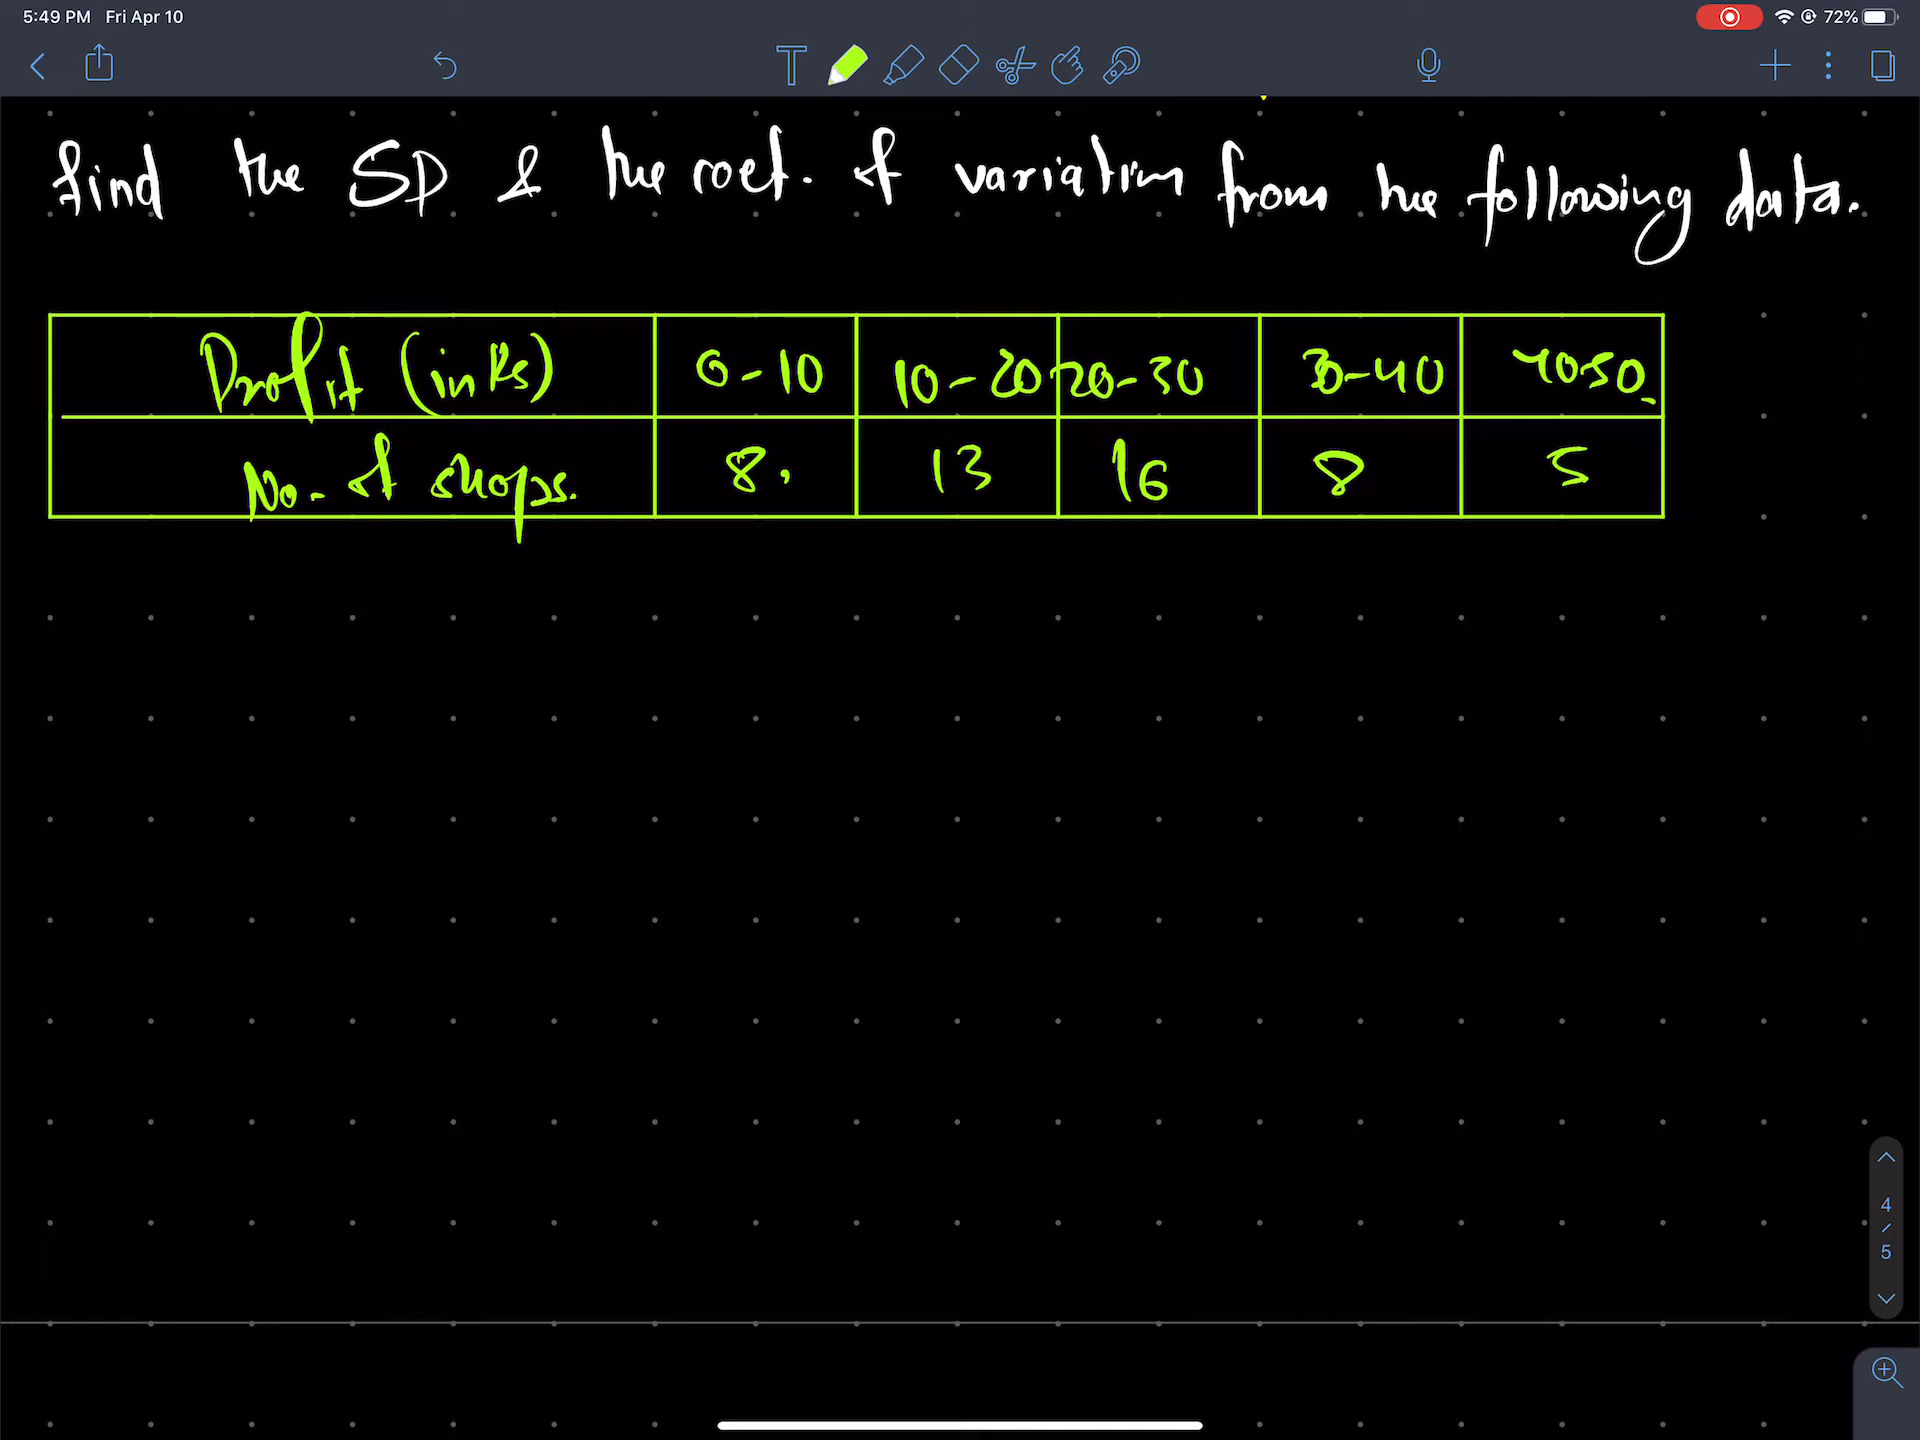 5:49 PM Fri Apr 10 72%
find the SD & the coef. of variation from the following data.
Profit (in Rs) 0-10 10-20 20-30 30-40 40-50
No. of shops. 8, 13 16 8 5
4
/
5